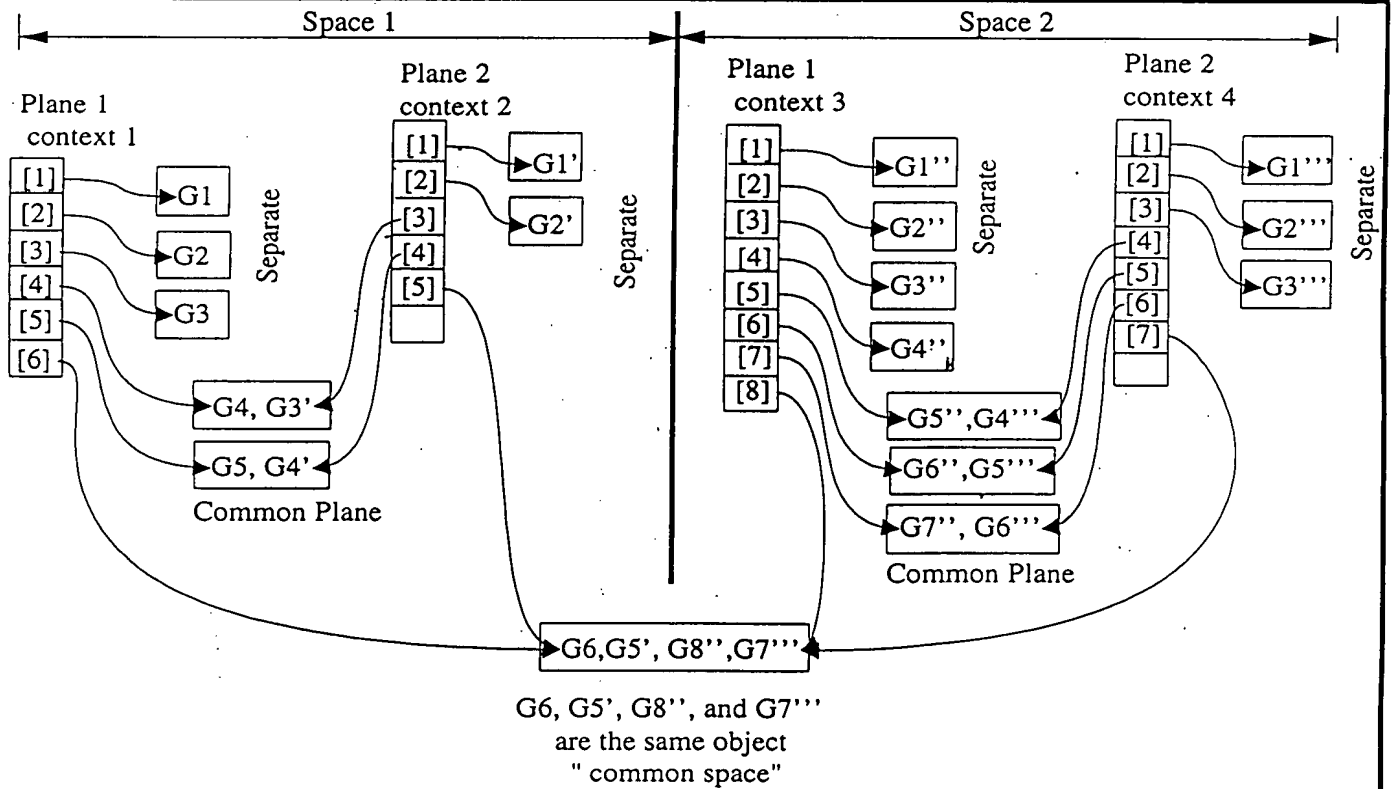 Space 1
Space 2
Plane 1
context 1
[1]
[2]
[3]
[4]
[5]
[6]
G1
G2
G3
Separate
Plane 2
context 2
[1]
[2]
[3]
[4]
[5]
G1'
G2'
Separate
G4, G3'
G5, G4'
Common Plane
Plane 1
context 3
[1]
[2]
[3]
[4]
[5]
[6]
[7]
[8]
G1''
G2''
G3''
G4''
Separate
Plane 2
context 4
[1]
[2]
[3]
[4]
[5]
[6]
[7]
G1'''
G2'''
G3'''
Separate
G5'',G4'''
G6'',G5'''
G7'', G6'''
Common Plane
G6,G5', G8'',G7'''
G6, G5', G8'', and G7'''
are the same object
" common space"